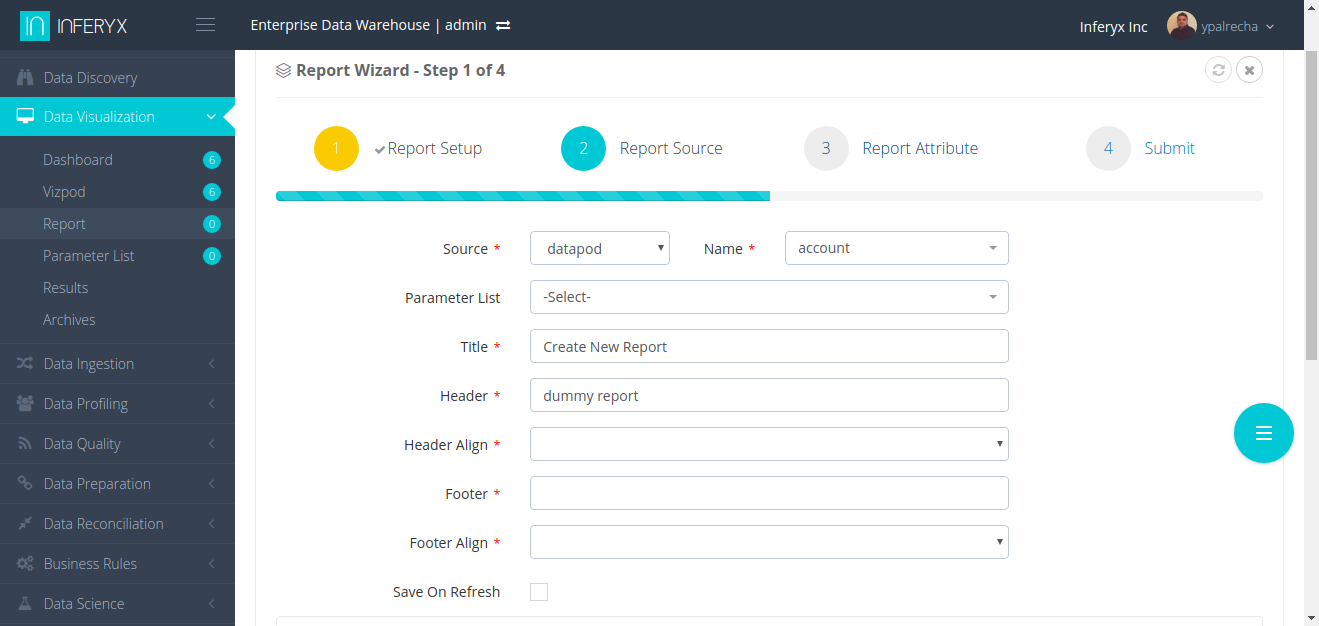 INFERYX
Enterprise Data Warehouse | admin
Inferyx Inc
ypalrecha
Data Discovery
Data Visualization
Dashboard 6
Vizpod 6
Report 0
Parameter List 0
Results
Archives
Data Ingestion
Data Profiling
Data Quality
Data Preparation
Data Reconciliation
Business Rules
Data Science
Report Wizard - Step 1 of 4
1 Report Setup
2 Report Source
3 Report Attribute
4 Submit
Source * datapod Name * account
Parameter List -Select-
Title * Create New Report
Header * dummy report
Header Align *
Footer *
Footer Align *
Save On Refresh